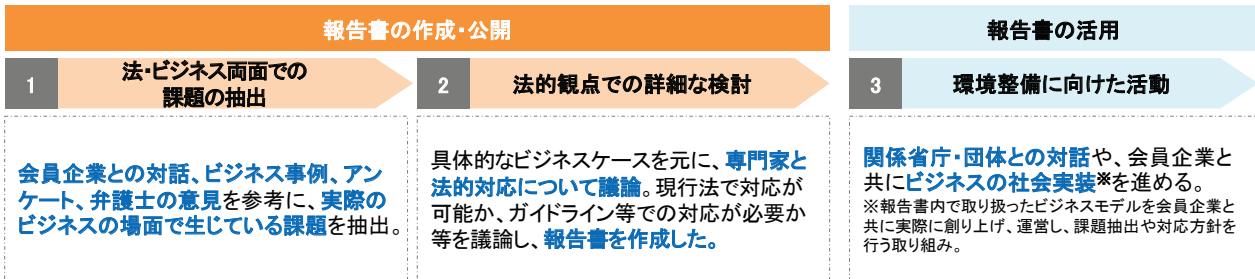 報告書の作成・公開
1
法・ビジネス両面での
課題の抽出
会員企業との対話、ビジネス事例、アン
ケート、弁護士の意見を参考に、実際の
ビジネスの場面で生じている課題を抽出。
2
法的観点での詳細な検討
具体的なビジネスケースを元に、専門家と
法的対応について議論。現行法で対応が
可能か、ガイドライン等での対応が必要か
等を議論し、報告書を作成した。
報告書の活用
3
環境整備に向けた活動
関係省庁・団体との対話や、会員企業と
共にビジネスの社会実装※を進める。
※報告書内で取り扱ったビジネスモデルを会員企業と
共に実際に創り上げ、運営し、課題抽出や対応方針を
行う取り組み。